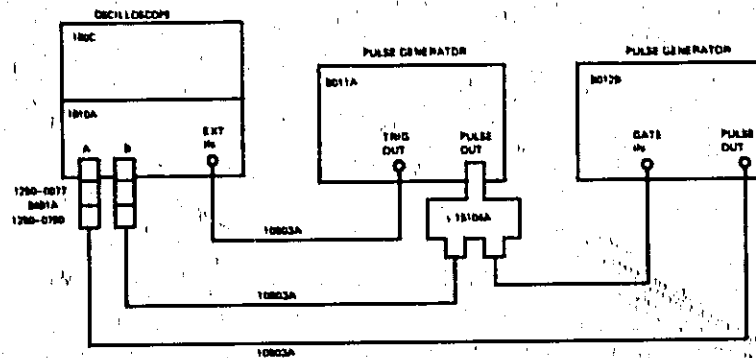 OSCILLOSCOPE
180C
1810A
A
B
EXT
IN
1250-0077
8491A
1250-0780
PULSE GENERATOR
8011A
TRIG
OUT
PULSE
OUT
15104A
PULSE GENERATOR
8012B
GATE
IN
PULSE
OUT
10503A
10503A
10503A